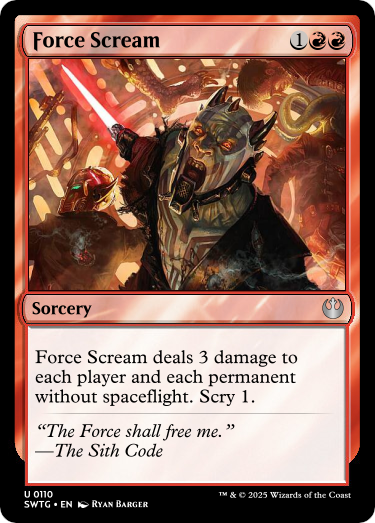 Force Scream 1
Sorcery
Force Scream deals 3 damage to
each player and each permanent
without spaceflight. Scry 1.
“The Force shall free me.”
—The Sith Code
U 0110
SWTG • EN Ryan Barger
™ & © 2025 Wizards of the Coast